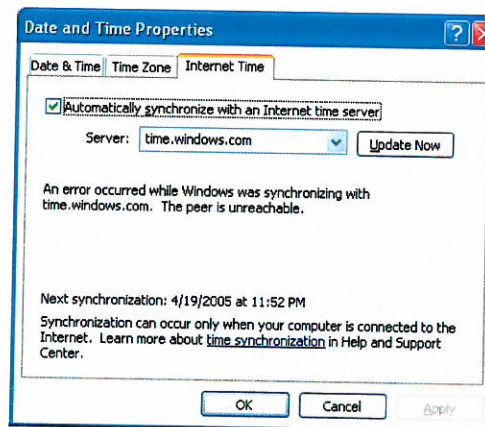 Date and Time Properties
Date & Time Time Zone Internet Time
Automatically synchronize with an Internet time server
Server: time.windows.com Update Now
An error occurred while Windows was synchronizing with
time.windows.com. The peer is unreachable.
Next synchronization: 4/19/2005 at 11:52 PM
Synchronization can occur only when your computer is connected to the
Internet. Learn more about time synchronization in Help and Support
Center.
OK Cancel Apply